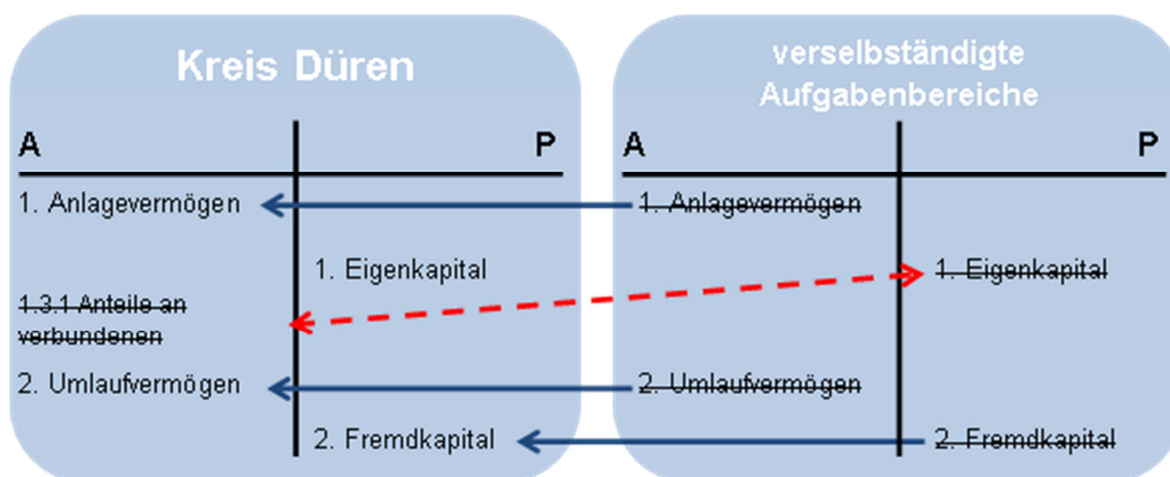 Kreis Düren
A
P
1. Anlagevermögen
1. Eigenkapital
1.3.1 Anteile an
verbundenen
2. Umlaufvermögen
2. Fremdkapital
verselbständigte
Aufgabenbereiche
A
P
1. Anlagevermögen
1. Eigenkapital
2. Umlaufvermögen
2. Fremdkapital